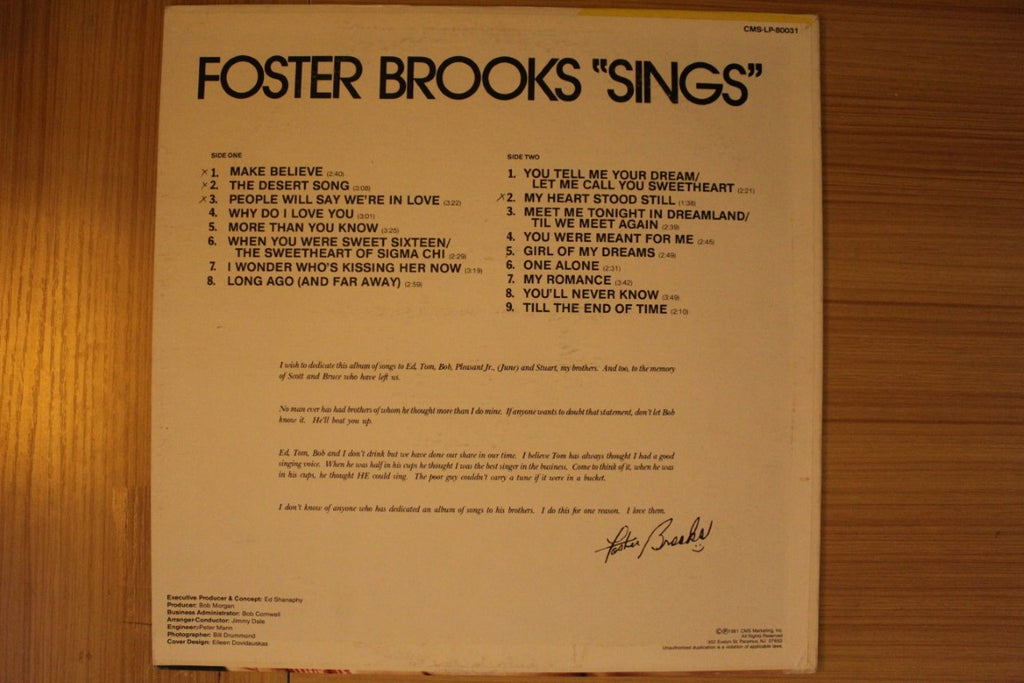 CMS-LP-80031
FOSTER BROOKS "SINGS"
SIDE ONE
x 1. MAKE BELIEVE (2:40)
x 2. THE DESERT SONG (3:08)
x 3. PEOPLE WILL SAY WE'RE IN LOVE (3:22)
4. WHY DO I LOVE YOU (3:01)
5. MORE THAN YOU KNOW (3:25)
6. WHEN YOU WERE SWEET SIXTEEN/
THE SWEETHEART OF SIGMA CHI (2:29)
7. I WONDER WHO'S KISSING HER NOW (3:19)
8. LONG AGO (AND FAR AWAY) (2:59)
SIDE TWO
1. YOU TELL ME YOUR DREAM/
LET ME CALL YOU SWEETHEART (2:21)
x 2. MY HEART STOOD STILL (1:38)
3. MEET ME TONIGHT IN DREAMLAND/
TIL WE MEET AGAIN (2:39)
4. YOU WERE MEANT FOR ME (2:45)
5. GIRL OF MY DREAMS (2:49)
6. ONE ALONE (2:31)
7. MY ROMANCE (3:42)
8. YOU'LL NEVER KNOW (3:49)
9. TILL THE END OF TIME (2:10)
I wish to dedicate this album of songs to Ed, Tom, Bob, Pleasant Jr., (June) and Stuart, my brothers. And too, to the memory
of Scott and Bruce who have left us.
No man ever has had brothers of whom he thought more than I do mine. If anyone wants to doubt that statement, don't let Bob
know it. He'll beat you up.
Ed, Tom, Bob and I don't drink but we have done our share in our time. I believe Tom has always thought I had a good
singing voice. When he was half in his cups he thought I was the best singer in the business. Come to think of it, when he was
in his cups, he thought HE could sing. The poor guy couldn't carry a tune if it were in a bucket.
I don't know of anyone who has dedicated an album of songs to his brothers. I do this for one reason. I love them.
Foster Brooks
Executive Producer & Concept: Ed Shanaphy
Producer: Bob Morgan
Business Administrator: Bob Cornwell
Arranger-Conductor: Jimmy Dale
Engineer: Peter Mann
Photographer: Bill Drummond
Cover Design: Eileen Dovidauskas
©℗1981 CMS Marketing, Inc.
All Rights Reserved
Paramus, NJ 07652
Unauthorized duplication is a violation of applicable laws.